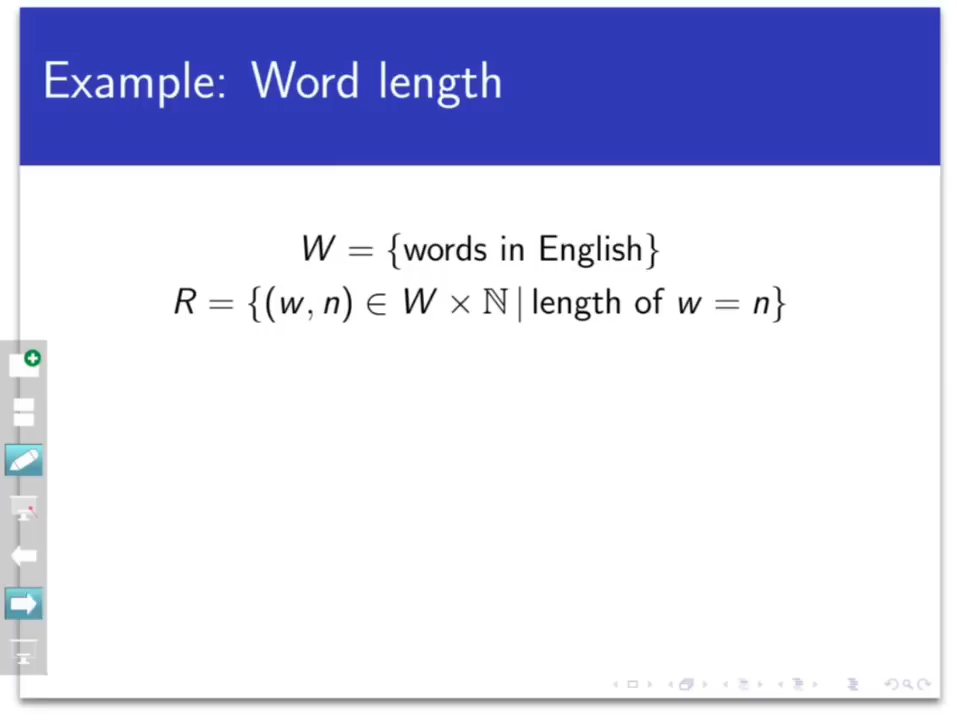 Example: Word length
W = {words in English}
R = {(w, n) ∈ W × ℕ | length of w = n}